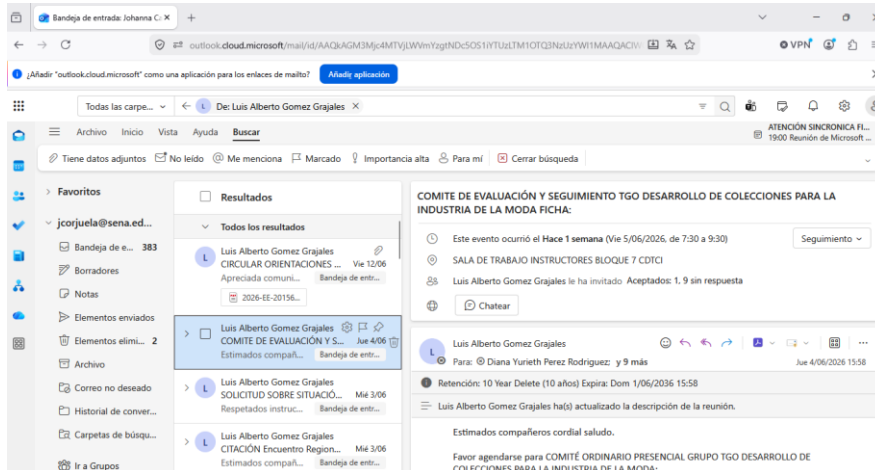 Bandeja de entrada: Johanna C
outlook.cloud.microsoft/mail/id/
VPN
¿Añadir "outlook.cloud.microsoft" como una aplicación para los enlaces de mailto? Añadir aplicación
Todas las carpe... L De: Luis Alberto Gomez Grajales
Archivo Inicio Vista Ayuda Buscar
ATENCIÓN SINCRONICA FI...
19:00 Reunión de Microsoft ...
Tiene datos adjuntos No leído Me menciona Marcado Importancia alta Para mí Cerrar búsqueda
Favoritos
jcorjuela@sena.ed...
Bandeja de e... 383
Borradores
Notas
Elementos enviados
Elementos elimi... 2
Archivo
Correo no deseado
Historial de conver...
Carpetas de búsqu...
Ir a Grupos
Resultados
Todos los resultados
L
Luis Alberto Gomez Grajales
CIRCULAR ORIENTACIONES ... Vie 12/06
Apreciada comuni... Bandeja de entr...
2026-EE-20156...
L
Luis Alberto Gomez Grajales
COMITE DE EVALUACIÓN Y S... Jue 4/06
Estimados compañ... Bandeja de entr...
L
Luis Alberto Gomez Grajales
SOLICITUD SOBRE SITUACIÓ... Mié 3/06
Respetados instruc... Bandeja de entr...
L
Luis Alberto Gomez Grajales
CITACIÓN Encuentro Region... Mié 3/06
Estimados compañ... Bandeja de entr...
COMITE DE EVALUACIÓN Y SEGUIMIENTO TGO DESARROLLO DE COLECCIONES PARA LA
INDUSTRIA DE LA MODA FICHA:
Este evento ocurrió el Hace 1 semana (Vie 5/06/2026, de 7:30 a 9:30) Seguimiento
SALA DE TRABAJO INSTRUCTORES BLOQUE 7 CDTCI
Luis Alberto Gomez Grajales le ha invitado Aceptados: 1, 9 sin respuesta
Chatear
L
Luis Alberto Gomez Grajales
Para: Diana Yurieth Perez Rodriguez; y 9 más Jue 4/06/2026 15:58
Retención: 10 Year Delete (10 años) Expira: Dom 1/06/2036 15:58
Luis Alberto Gomez Grajales ha(s) actualizado la descripción de la reunión.
Estimados compañeros cordial saludo.
Favor agendarse para COMITÉ ORDINARIO PRESENCIAL GRUPO TGO DESARROLLO DE
COLECCIONES PARA LA INDUSTRIA DE LA MODA: